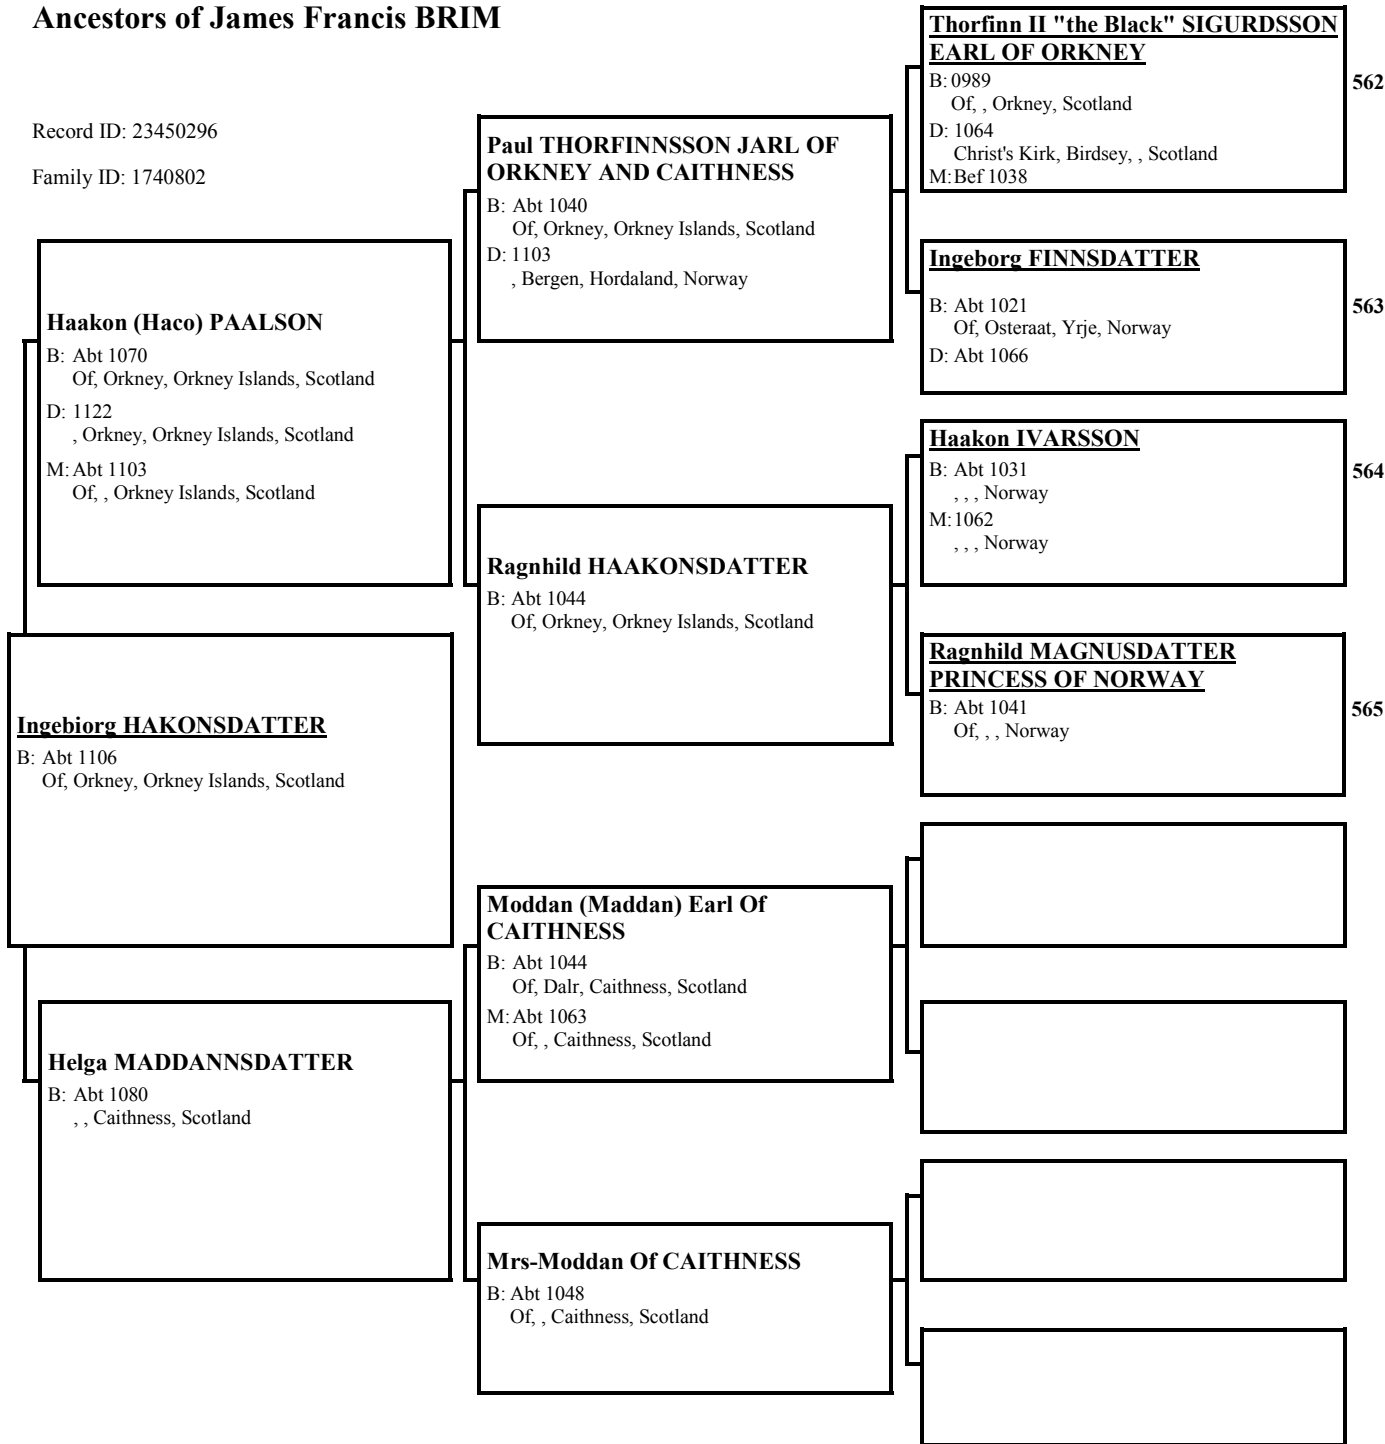 Ancestors of James Francis BRIM
Record ID: 23450296
Family ID: 1740802
Haakon (Haco) PAALSON
B: Abt 1070
Of, Orkney, Orkney Islands, Scotland
D: 1122
, Orkney, Orkney Islands, Scotland
M: Abt 1103
Of, , Orkney Islands, Scotland
Ingebiorg HAKONSDATTER
B: Abt 1106
Of, Orkney, Orkney Islands, Scotland
Helga MADDANNSDATTER
B: Abt 1080
, , Caithness, Scotland
Paul THORFINNSSON JARL OF
ORKNEY AND CAITHNESS
B: Abt 1040
Of, Orkney, Orkney Islands, Scotland
D: 1103
, Bergen, Hordaland, Norway
Ragnhild HAAKONSDATTER
B: Abt 1044
Of, Orkney, Orkney Islands, Scotland
Moddan (Maddan) Earl Of
CAITHNESS
B: Abt 1044
Of, Dalr, Caithness, Scotland
M: Abt 1063
Of, , Caithness, Scotland
Mrs-Moddan Of CAITHNESS
B: Abt 1048
Of, , Caithness, Scotland
Thorfinn II "the Black" SIGURDSSON
EARL OF ORKNEY
B: 0989
Of, , Orkney, Scotland
D: 1064
Christ's Kirk, Birdsey, , Scotland
M: Bef 1038
562
Ingeborg FINNSDATTER
B: Abt 1021
Of, Osteraat, Yrje, Norway
D: Abt 1066
563
Haakon IVARSSON
B: Abt 1031
, , , Norway
M: 1062
, , , Norway
564
Ragnhild MAGNUSDATTER
PRINCESS OF NORWAY
B: Abt 1041
Of, , , Norway
565